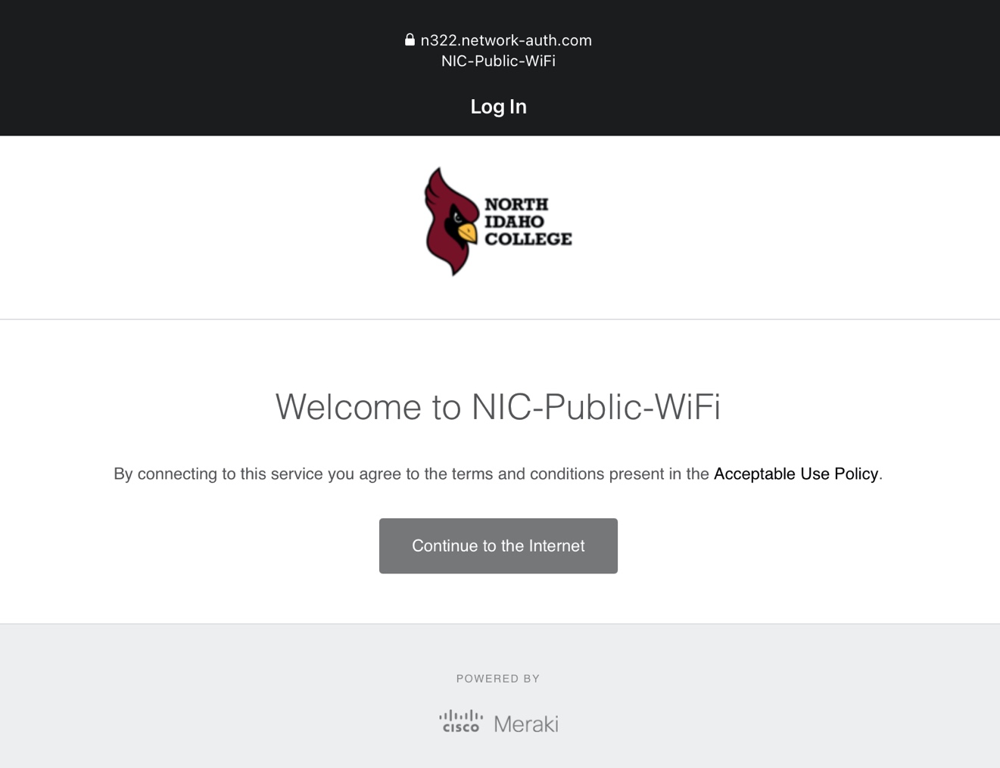 n322.network-auth.com
NIC-Public-WiFi
Log In
NORTH
IDAHO
COLLEGE
Welcome to NIC-Public-WiFi
By connecting to this service you agree to the terms and conditions present in the Acceptable Use Policy.
Continue to the Internet
POWERED BY
CISCO Meraki